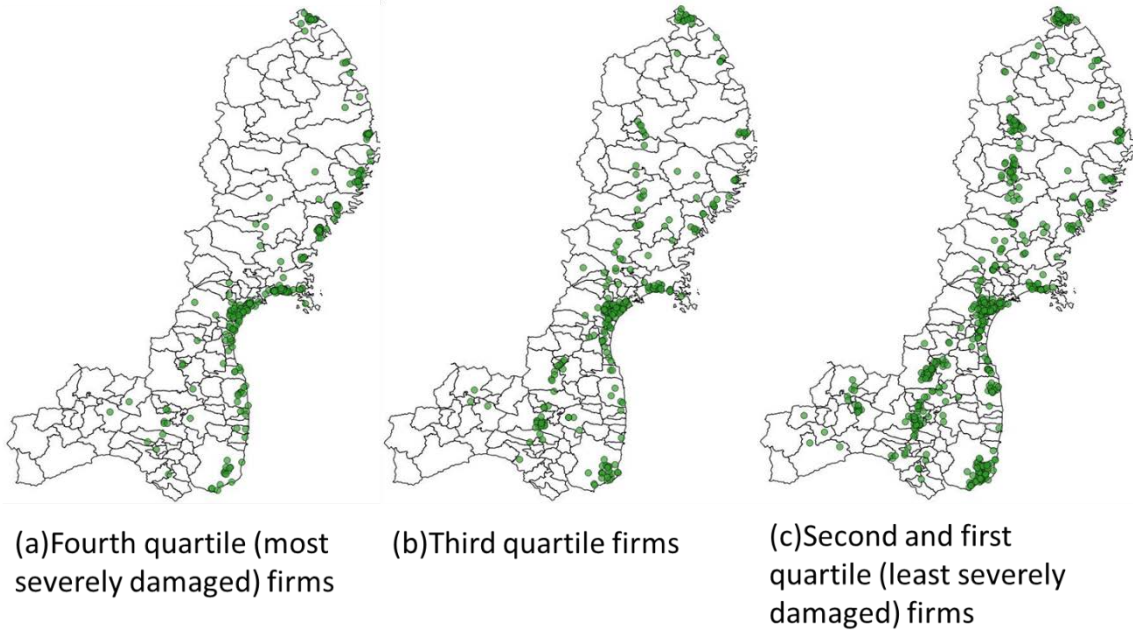 (a)Fourth quartile (most
severely damaged) firms
(b)Third quartile firms
(c)Second and first
quartile (least severely
damaged) firms